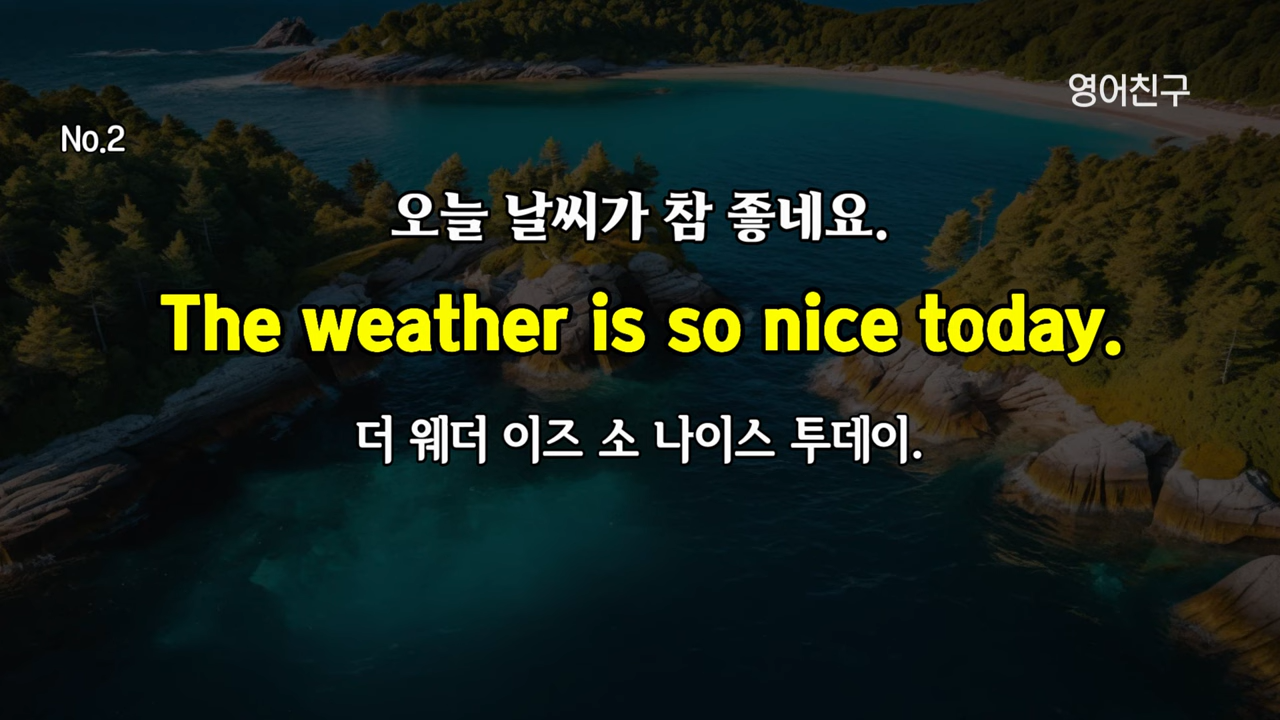 영어친구
No.2
오늘 날씨가 참 좋네요.
The weather is so nice today.
더 웨더 이즈 소 나이스 투데이.